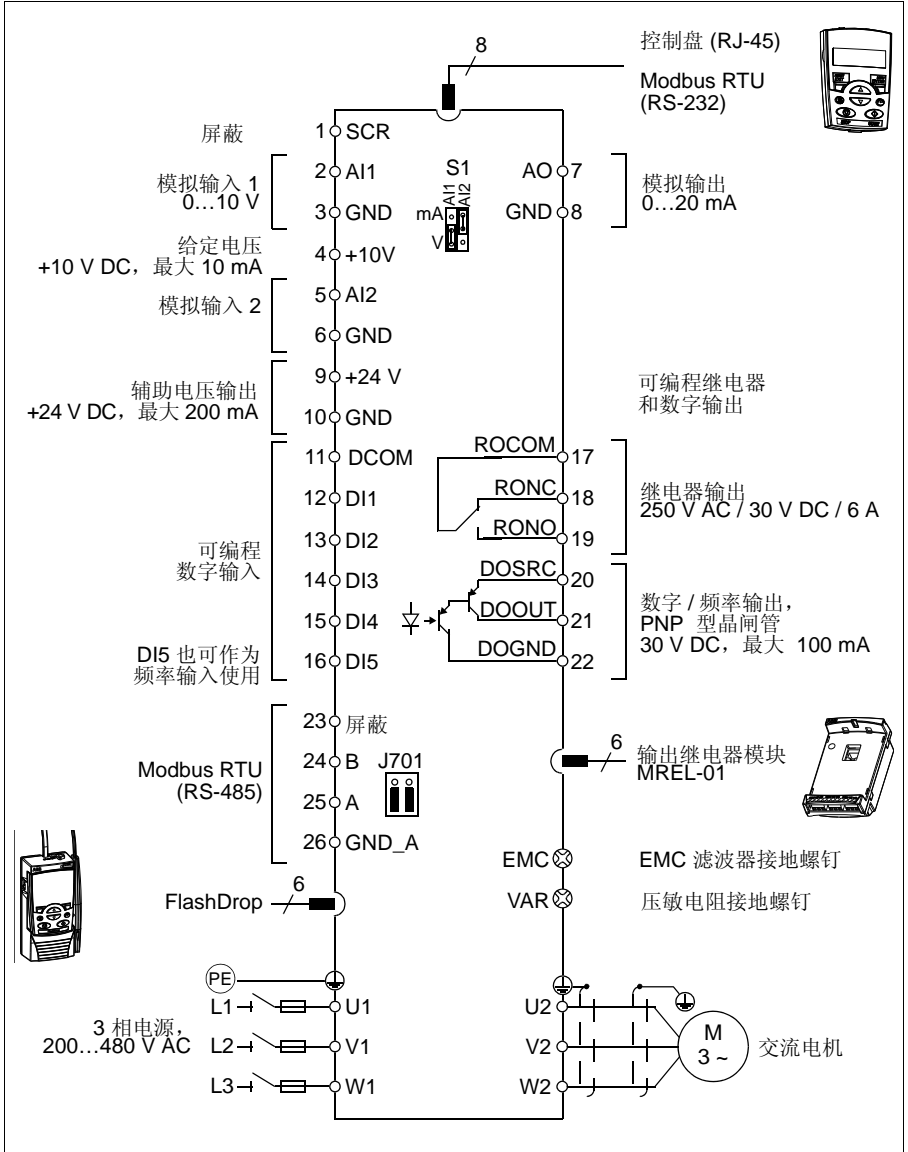 8
控制盘 (RJ-45)
Modbus RTU
(RS-232)
屏蔽
1 SCR
模拟输入 1
0…10 V
2 AI1
3 GND
S1
AI1
AI2
mA
V
AO 7
GND 8
模拟输出
0…20 mA
给定电压
+10 V DC，最大 10 mA
4 +10V
模拟输入 2
5 AI2
6 GND
辅助电压输出
+24 V DC，最大 200 mA
9 +24 V
10 GND
可编程继电器
和数字输出
11 DCOM
12 DI1
13 DI2
14 DI3
15 DI4
16 DI5
可编程
数字输入
DI5 也可作为
频率输入使用
ROCOM 17
RONC 18
RONO 19
继电器输出
250 V AC / 30 V DC / 6 A
DOSRC 20
DOOUT 21
DOGND 22
数字 / 频率输出，
PNP 型晶闸管
30 V DC，最大 100 mA
23 屏蔽
24 B
25 A
26 GND_A
J701
Modbus RTU
(RS-485)
6
输出继电器模块
MREL-01
EMC
EMC 滤波器接地螺钉
VAR
压敏电阻接地螺钉
FlashDrop
6
PE
L1
U1
U2
3 相电源，
200…480 V AC
L2
V1
V2
L3
W1
W2
M
3 ~
交流电机